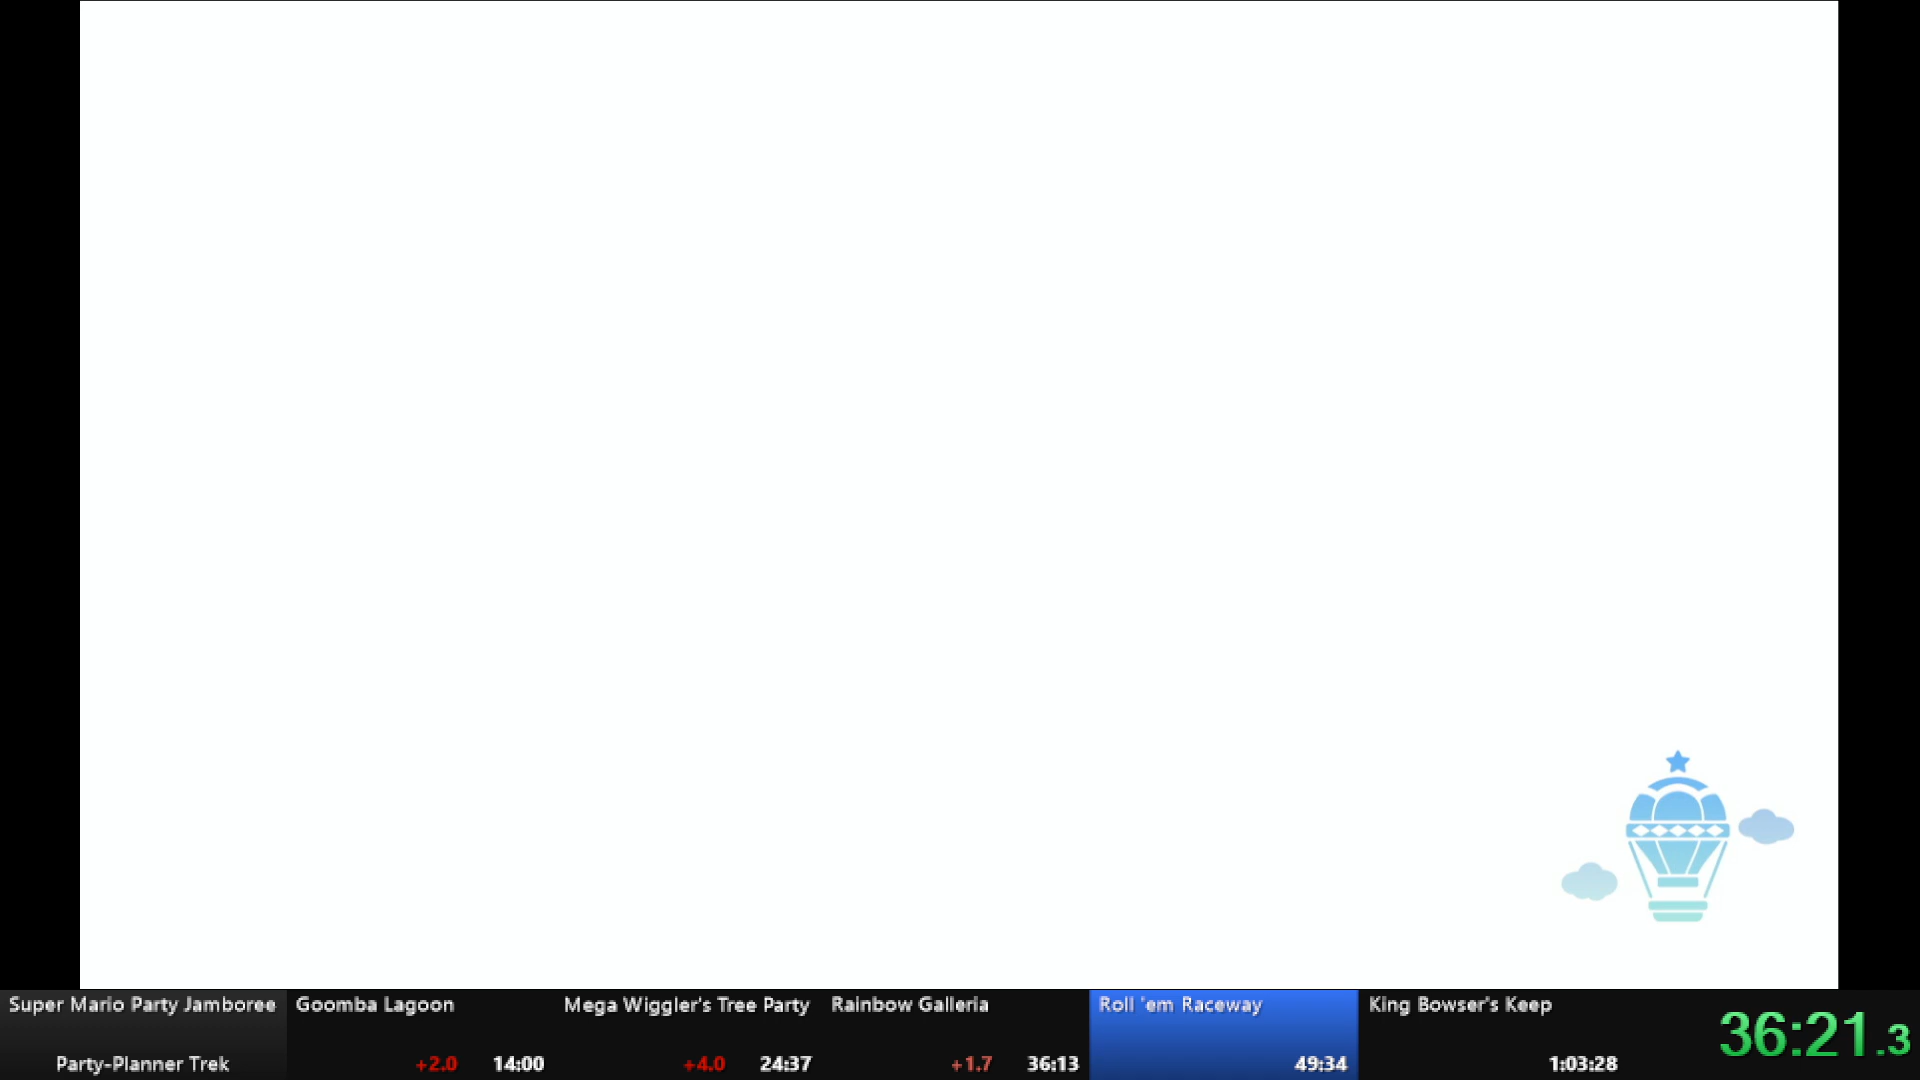 Super Mario Party Jamboree
Party-Planner Trek
Goomba Lagoon
+2.0 14:00
Mega Wiggler's Tree Party
+4.0 24:37
Rainbow Galleria
+1.7 36:13
Roll 'em Raceway
49:34
King Bowser's Keep
1:03:28
36:21.3